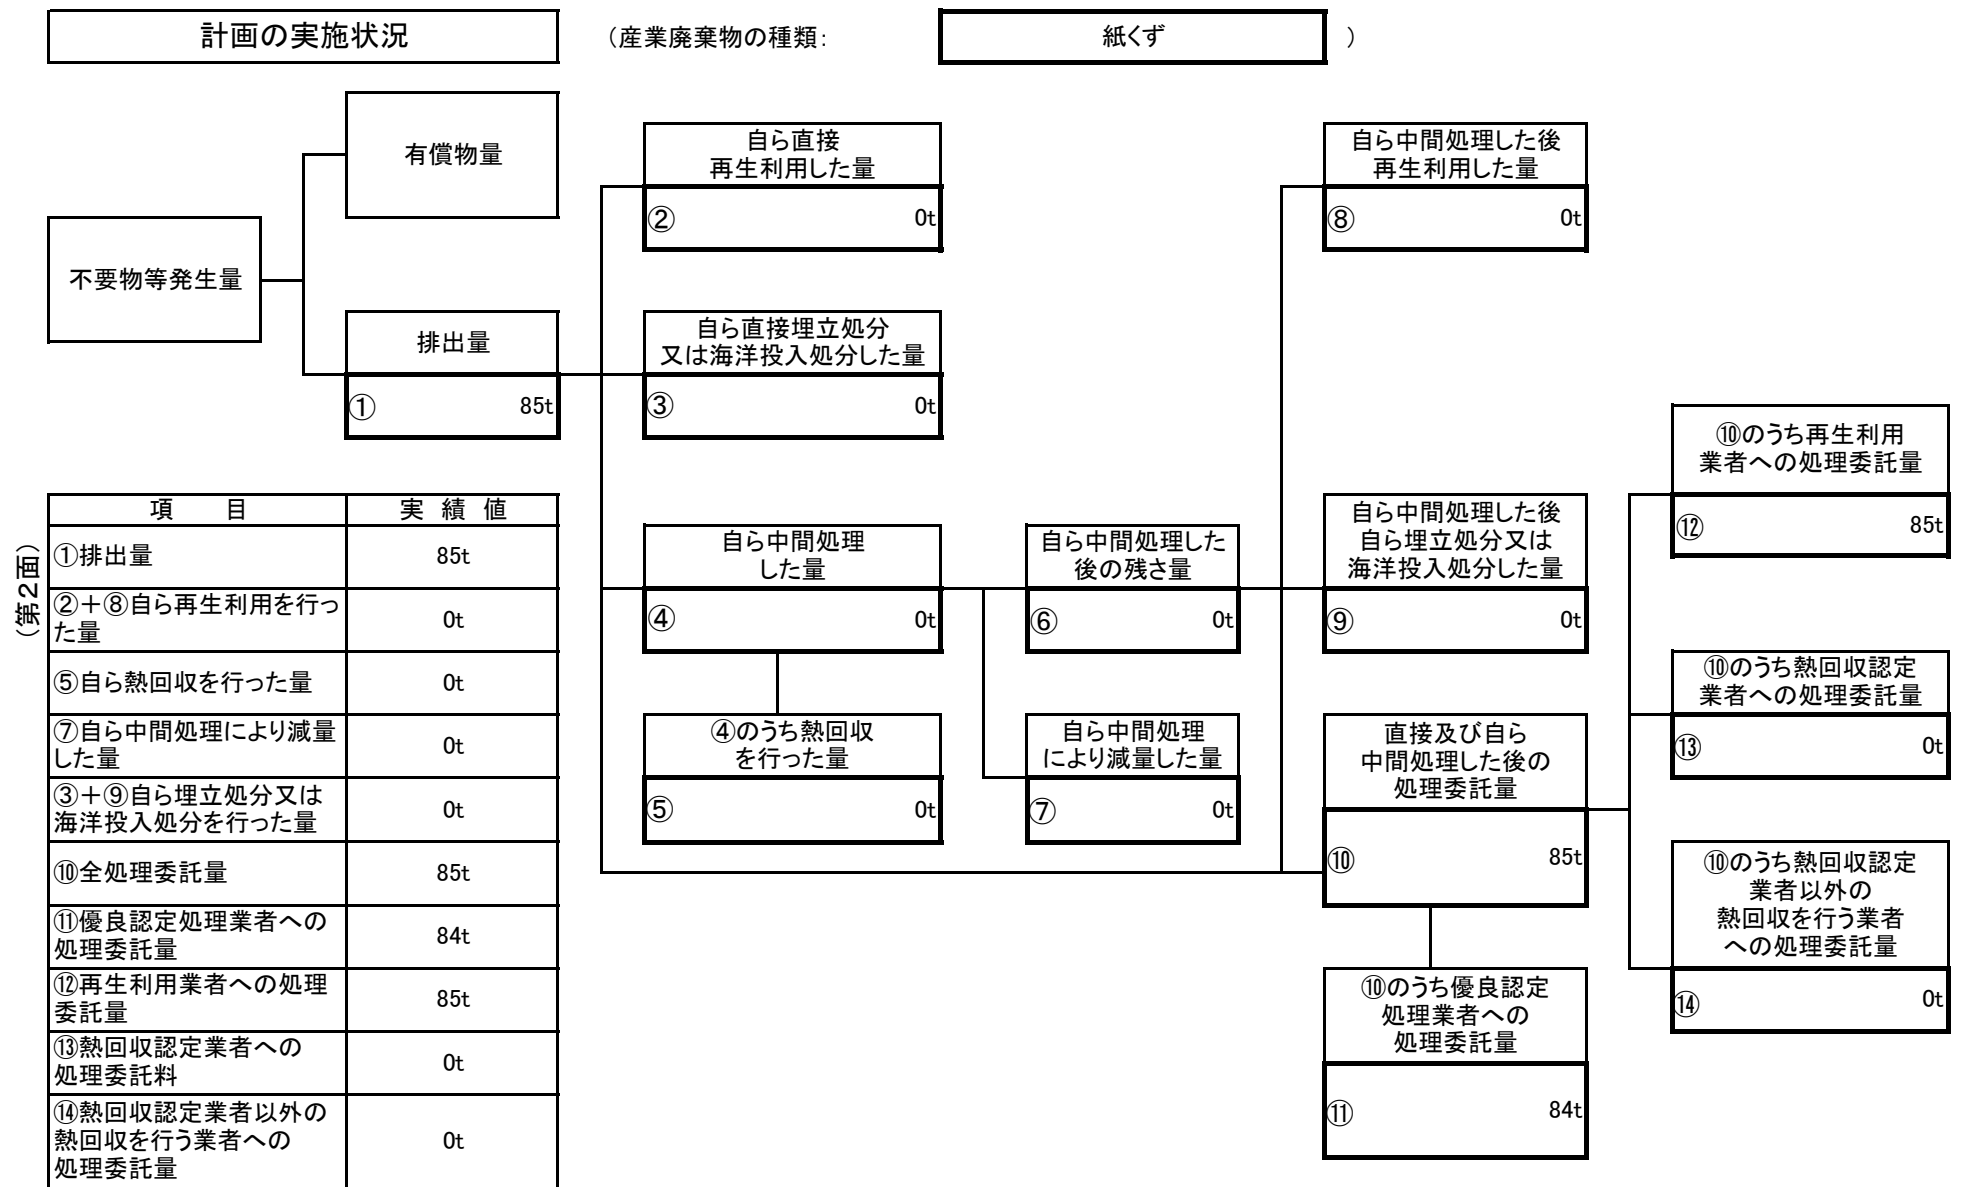 計画の実施状況
（産業廃棄物の種類：
紙くず
）
有償物量
不要物等発生量
排出量
① 85t
自ら直接
再生利用した量
② 0t
自ら直接埋立処分
又は海洋投入処分した量
③ 0t
自ら中間処理
した量
④ 0t
④のうち熱回収
を行った量
⑤ 0t
自ら中間処理した
後の残さ量
⑥ 0t
自ら中間処理
により減量した量
⑦ 0t
自ら中間処理した後
再生利用した量
⑧ 0t
自ら中間処理した後
自ら埋立処分又は
海洋投入処分した量
⑨ 0t
直接及び自ら
中間処理した後の
処理委託量
⑩ 85t
⑩のうち優良認定
処理業者への
処理委託量
⑪ 84t
⑩のうち再生利用
業者への処理委託量
⑫ 85t
⑩のうち熱回収認定
業者への処理委託量
⑬ 0t
⑩のうち熱回収認定
業者以外の
熱回収を行う業者
への処理委託量
⑭ 0t
（第２面）
項　目 実 績 値
①排出量 85t
②＋⑧自ら再生利用を行っ
た量 0t
⑤自ら熱回収を行った量 0t
⑦自ら中間処理により減量
した量 0t
③＋⑨自ら埋立処分又は
海洋投入処分を行った量 0t
⑩全処理委託量 85t
⑪優良認定処理業者への
処理委託量 84t
⑫再生利用業者への処理
委託量 85t
⑬熱回収認定業者への
処理委託料 0t
⑭熱回収認定業者以外の
熱回収を行う業者への
処理委託量 0t